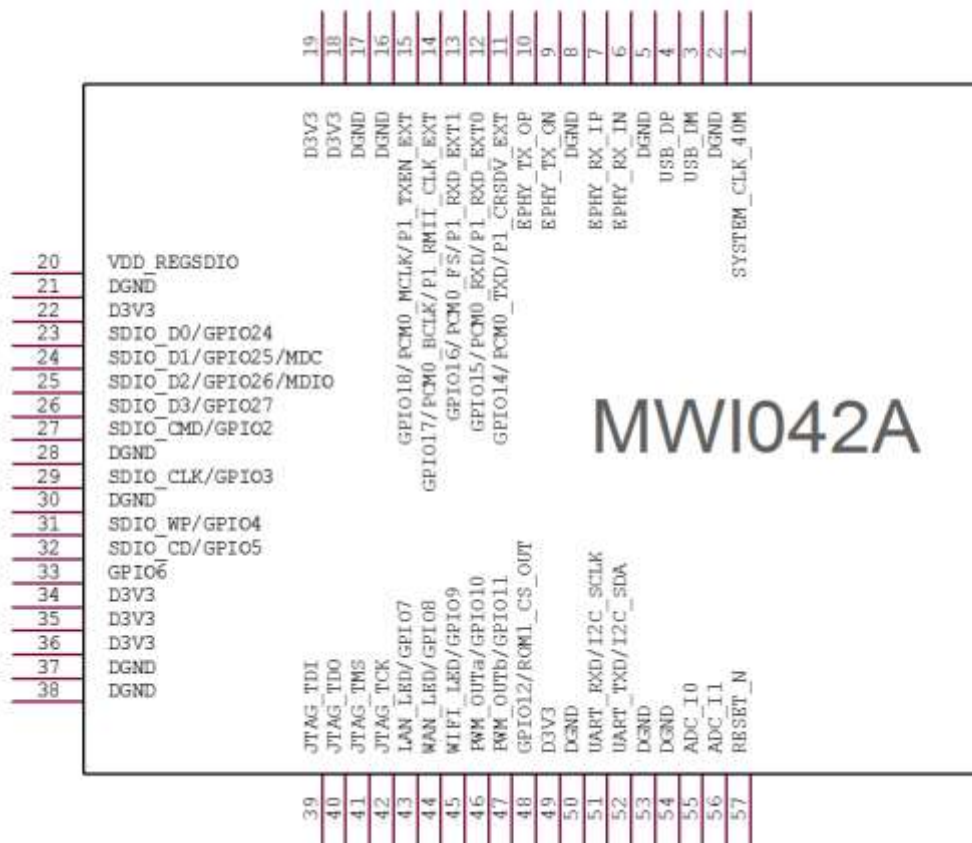 19 18 17 16 15 14 13 12 11 10 9 8 7 6 5 4 3 2 1
D3V3
D3V3
DGND
DGND
GPIO18/PCM0_MCLK/P1_TXEN_EXT
GPIO17/PCM0_BCLK/P1_RMII_CLK_EXT
GPIO16/PCM0_FS/P1_RXD_EXT1
GPIO15/PCM0_RXD/P1_RXD_EXT0
GPIO14/PCM0_TXD/P1_CRSDV_EXT
EPHY_TX_OP
EPHY_TX_ON
DGND
EPHY_RX_IP
EPHY_RX_IN
DGND
USB_DP
USB_DM
DGND
SYSTEM_CLK_40M
20 VDD_REGSDIO
21 DGND
22 D3V3
23 SDIO_D0/GPIO24
24 SDIO_D1/GPIO25/MDC
25 SDIO_D2/GPIO26/MDIO
26 SDIO_D3/GPIO27
27 SDIO_CMD/GPIO2
28 DGND
29 SDIO_CLK/GPIO3
30 DGND
31 SDIO_WP/GPIO4
32 SDIO_CD/GPIO5
33 GPIO6
34 D3V3
35 D3V3
36 D3V3
37 DGND
38 DGND
MWI042A
JTAG_TDI
JTAG_TDO
JTAG_TMS
JTAG_TCK
LAN_LED/GPIO7
WAN_LED/GPIO8
WIFI_LED/GPIO9
PWM_OUTa/GPIO10
PWM_OUTb/GPIO11
GPIO12/ROM1_CS_OUT
D3V3
DGND
UART_RXD/I2C_SCLK
UART_TXD/I2C_SDA
DGND
DGND
ADC_I0
ADC_I1
RESET_N
39 40 41 42 43 44 45 46 47 48 49 50 51 52 53 54 55 56 57